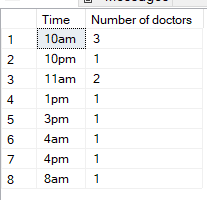 Messages
Time Number of doctors
1 10am 3
2 10pm 1
3 11am 2
4 1pm 1
5 3pm 1
6 4am 1
7 4pm 1
8 8am 1